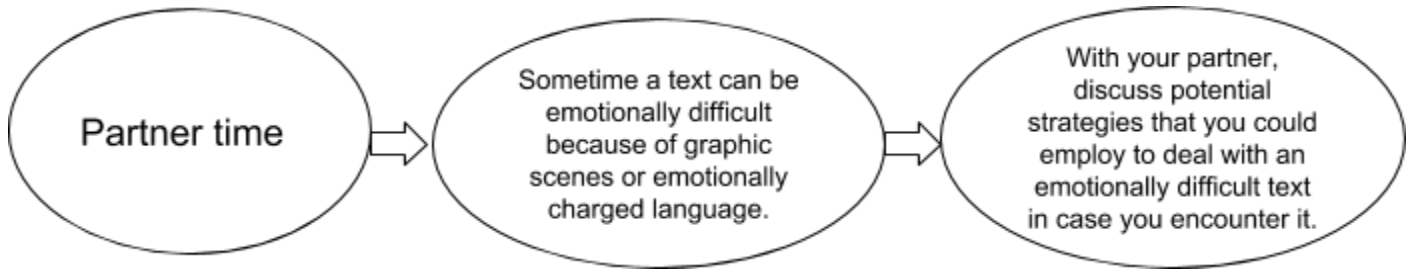 Partner time
Sometime a text can be
emotionally difficult
because of graphic
scenes or emotionally
charged language.
With your partner,
discuss potential
strategies that you could
employ to deal with an
emotionally difficult text
in case you encounter it.